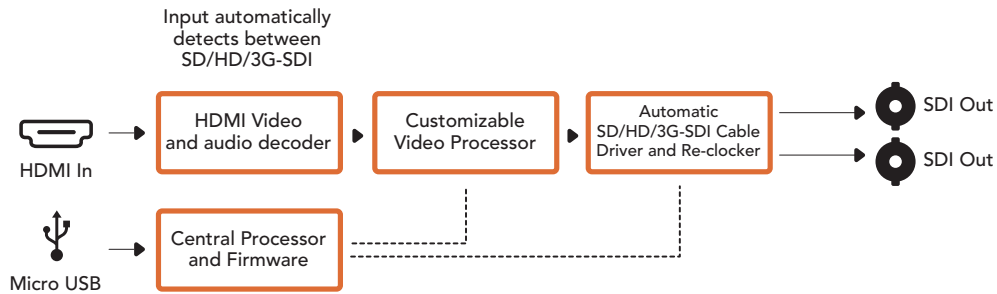 Input automatically
detects between
SD/HD/3G-SDI
HDMI In
HDMI Video
and audio decoder
Customizable
Video Processor
Automatic
SD/HD/3G-SDI Cable
Driver and Re-clocker
SDI Out
SDI Out
Micro USB
Central Processor
and Firmware